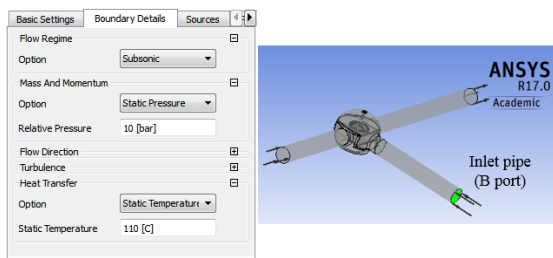 Basic Settings Boundary Details Sources
Flow Regime
Option Subsonic
Mass And Momentum
Option Static Pressure
Relative Pressure 10 [bar]
Flow Direction
Turbulence
Heat Transfer
Option Static Temperature
Static Temperature 110 [C]
ANSYS
R17.0
Academic
Inlet pipe
(B port)